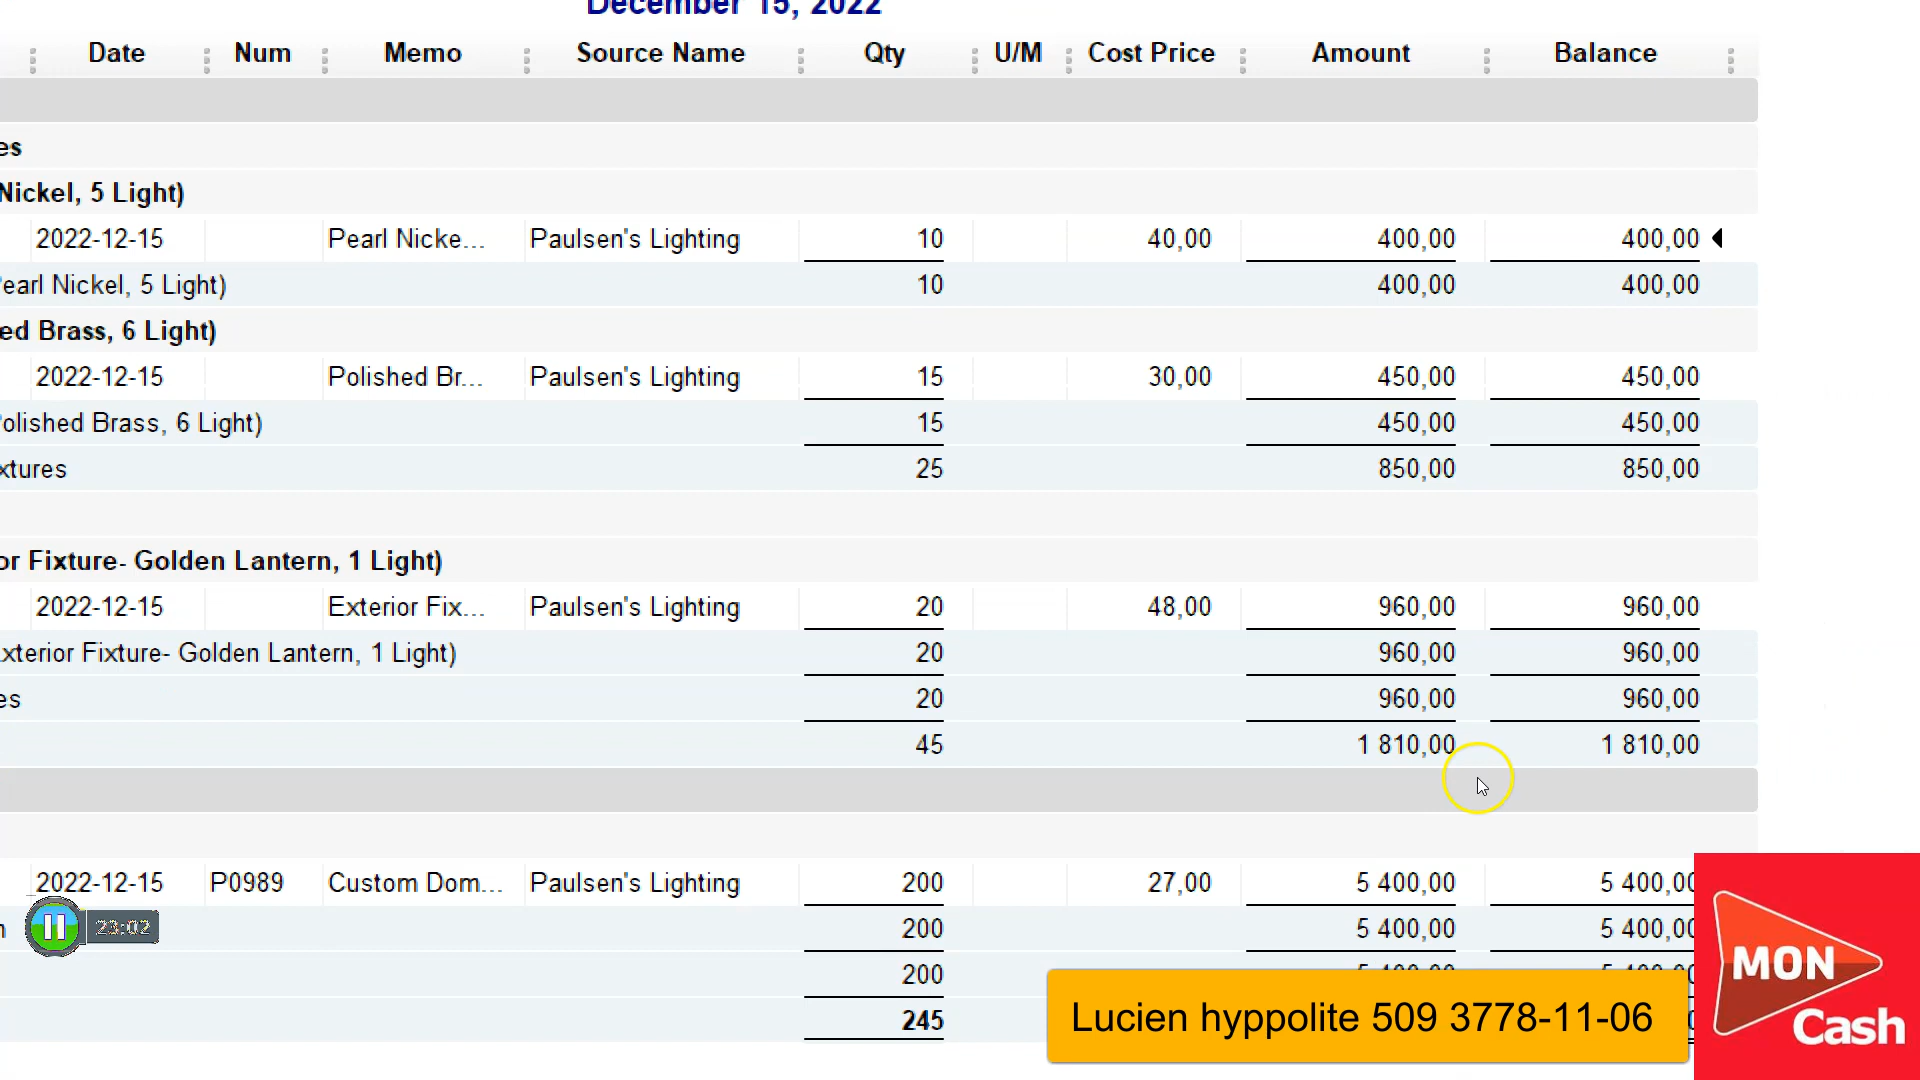 December 15, 2022
Date Num Memo Source Name Qty U/M Cost Price Amount Balance
es
Nickel, 5 Light)
2022-12-15 Pearl Nicke... Paulsen's Lighting 10 40,00 400,00 400,00
earl Nickel, 5 Light) 10 400,00 400,00
ed Brass, 6 Light)
2022-12-15 Polished Br... Paulsen's Lighting 15 30,00 450,00 450,00
olished Brass, 6 Light) 15 450,00 450,00
xtures 25 850,00 850,00
or Fixture- Golden Lantern, 1 Light)
2022-12-15 Exterior Fix... Paulsen's Lighting 20 48,00 960,00 960,00
xterior Fixture- Golden Lantern, 1 Light) 20 960,00 960,00
es 20 960,00 960,00
45 1 810,00 1 810,00
2022-12-15 P0989 Custom Dom... Paulsen's Lighting 200 27,00 5 400,00 5 400,00
23:02
200 5 400,00 5 400,00
200
245
Lucien hyppolite 509 3778-11-06
MON
Cash